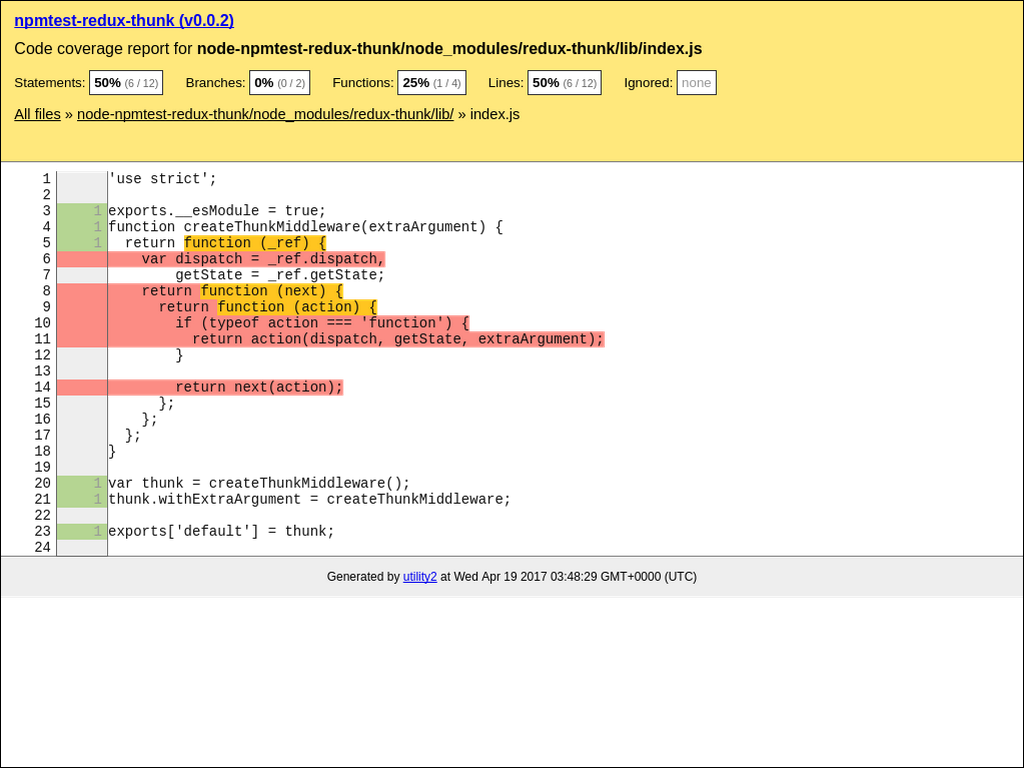 npmtest-redux-thunk (v0.0.2)
Code coverage report for node-npmtest-redux-thunk/node_modules/redux-thunk/lib/index.js
Statements: 50% (6 / 12) Branches: 0% (0 / 2) Functions: 25% (1 / 4) Lines: 50% (6 / 12) Ignored: none
All files » node-npmtest-redux-thunk/node_modules/redux-thunk/lib/ » index.js
1 'use strict';
2
3 1 exports.__esModule = true;
4 1 function createThunkMiddleware(extraArgument) {
5 1   return function (_ref) {
6     var dispatch = _ref.dispatch,
7         getState = _ref.getState;
8     return function (next) {
9       return function (action) {
10         if (typeof action === 'function') {
11           return action(dispatch, getState, extraArgument);
12         }
13
14         return next(action);
15       };
16     };
17   };
18 }
19
20 1 var thunk = createThunkMiddleware();
21 1 thunk.withExtraArgument = createThunkMiddleware;
22
23 1 exports['default'] = thunk;
24
Generated by utility2 at Wed Apr 19 2017 03:48:29 GMT+0000 (UTC)